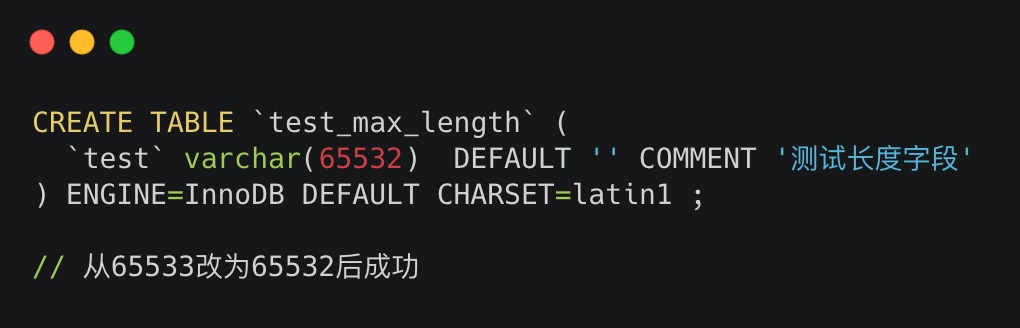 CREATE TABLE `test_max_length` (
  `test` varchar(65532)  DEFAULT '' COMMENT '测试长度字段'
) ENGINE=InnoDB DEFAULT CHARSET=latin1 ;
// 从65533改为65532后成功